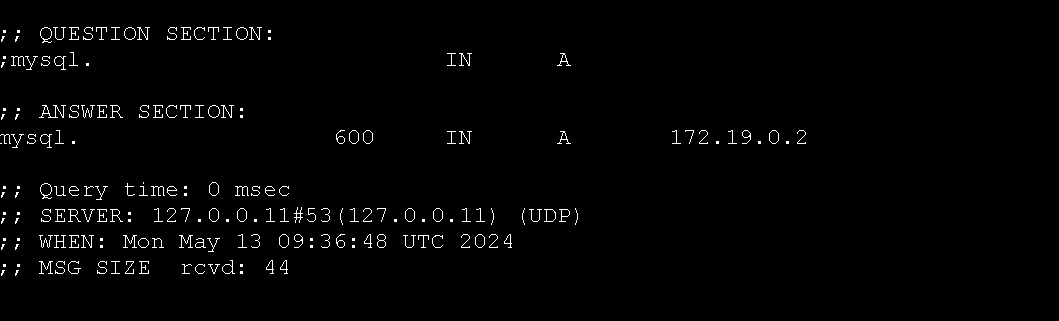 ;; QUESTION SECTION:
;mysql. IN A
;; ANSWER SECTION:
mysql. 600 IN A 172.19.0.2
;; Query time: 0 msec
;; SERVER: 127.0.0.11#53(127.0.0.11) (UDP)
;; WHEN: Mon May 13 09:36:48 UTC 2024
;; MSG SIZE  rcvd: 44